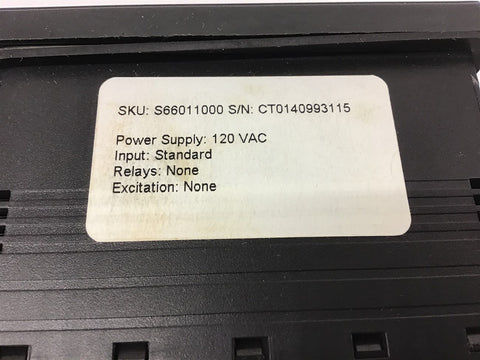 SKU: S66011000 S/N: CT0140993115
Power Supply: 120 VAC
Input: Standard
Relays: None
Excitation: None